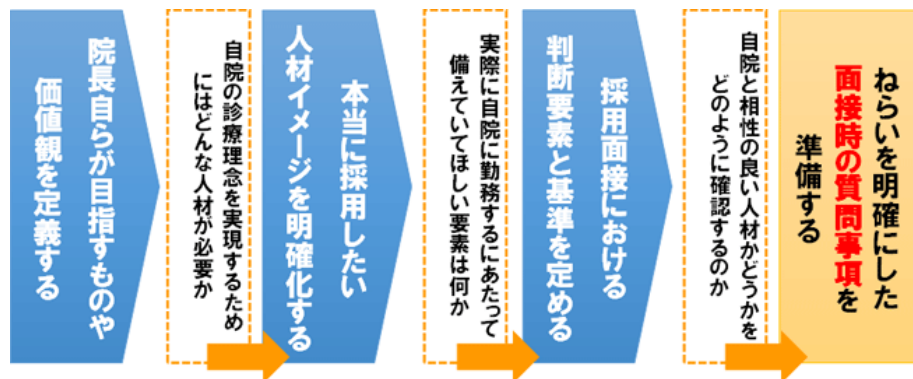 院長自らが目指すものや
価値観を定義する
自院の診療理念を実現するため
にはどんな人材が必要か
本当に採用したい
人材イメージを明確化する
実際に自院に勤務するにあたって
備えていてほしい要素は何か
採用面接における
判断要素と基準を定める
自院と相性の良い人材かどうかを
どのように確認するのか
ねらいを明確にした
面接時の質問事項を
準備する